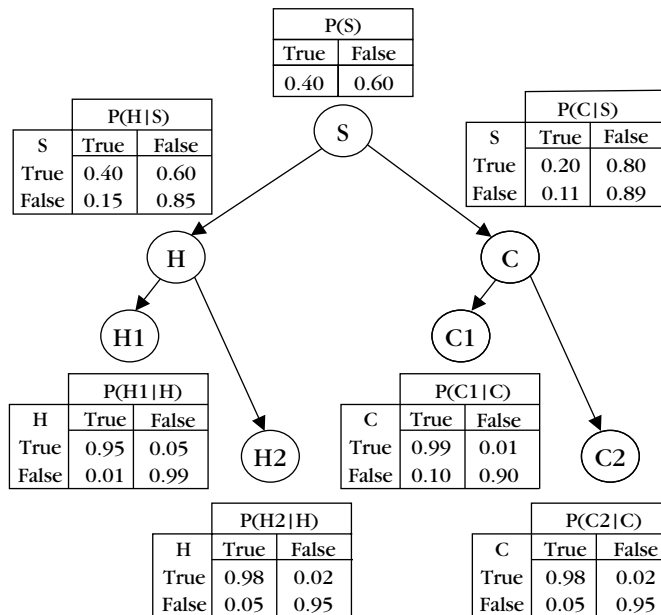 P(S)
True False
0.40 0.60
P(H|S)
S True False
True 0.40 0.60
False 0.15 0.85
S
P(C|S)
S True False
True 0.20 0.80
False 0.11 0.89
H
C
H1
C1
P(H1|H)
H True False
True 0.95 0.05
False 0.01 0.99
H2
P(C1|C)
C True False
True 0.99 0.01
False 0.10 0.90
C2
P(H2|H)
H True False
True 0.98 0.02
False 0.05 0.95
P(C2|C)
C True False
True 0.98 0.02
False 0.05 0.95